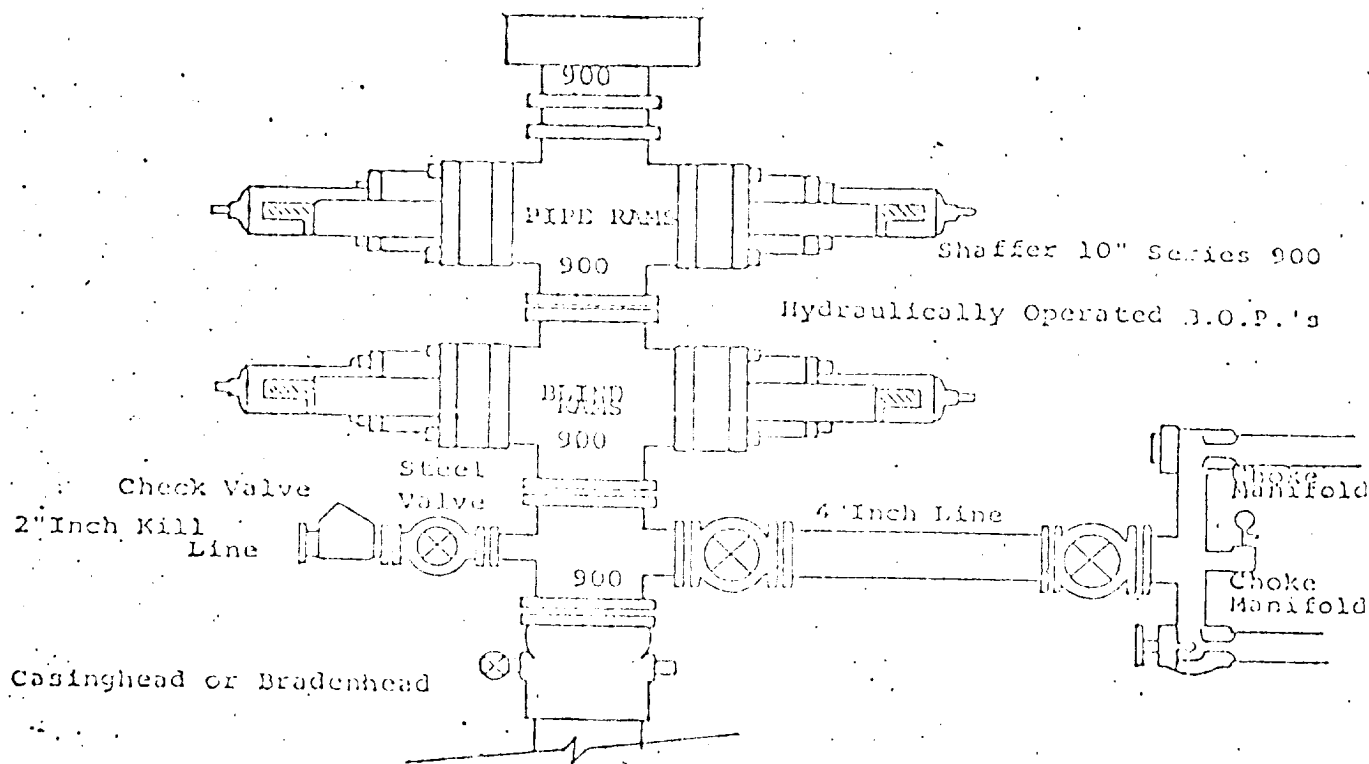 900
PIPE RAMS
900
Shaffer 10" Series 900
Hydraulically Operated B.O.P.'s
BLIND
RAMS
900
Steel
Valve
Check Valve
2"Inch Kill
Line
4"Inch Line
Choke
Manifold
900
Choke
Manifold
Casinghead or Bradenhead